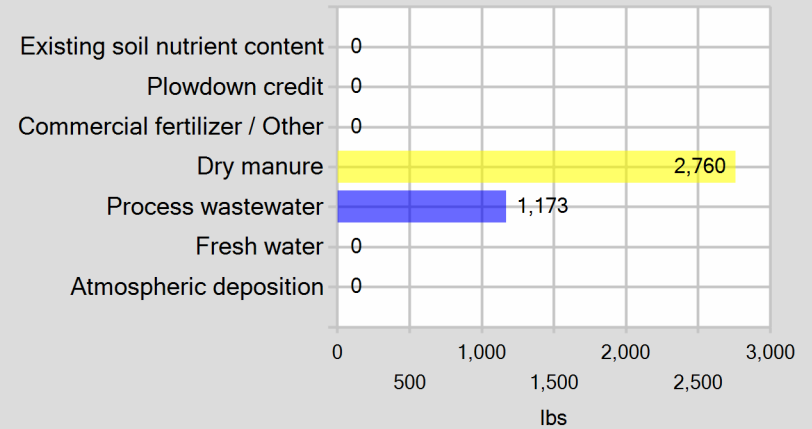 Existing soil nutrient content 0
Plowdown credit 0
Commercial fertilizer / Other 0
Dry manure 2,760
Process wastewater 1,173
Fresh water 0
Atmospheric deposition 0
0 1,000 2,000 3,000
500 1,500 2,500
lbs